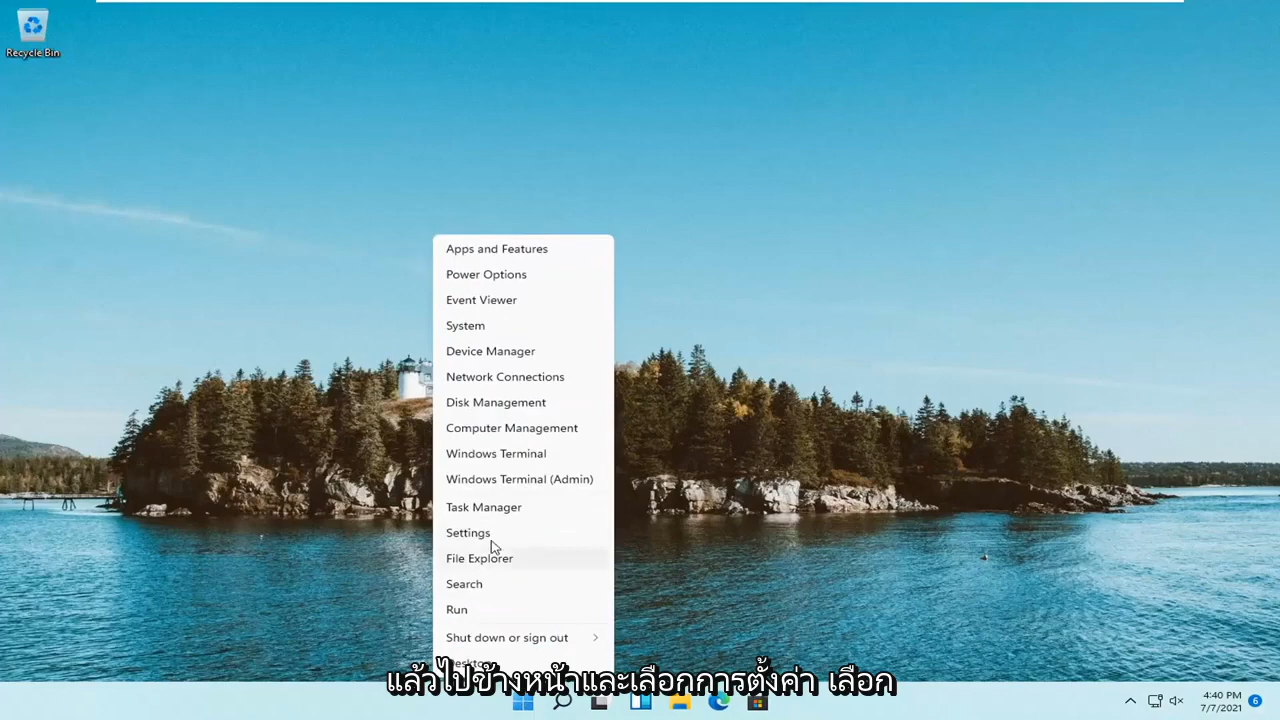 Recycle Bin
Apps and Features
Power Options
Event Viewer
System
Device Manager
Network Connections
Disk Management
Computer Management
Windows Terminal
Windows Terminal (Admin)
Task Manager
Settings
File Explorer
Search
Run
Shut down or sign out
Desktop
แล้วไปข้างหน้าและเลือกการตั้งค่า เลือก
4:40 PM
7/7/2021
6